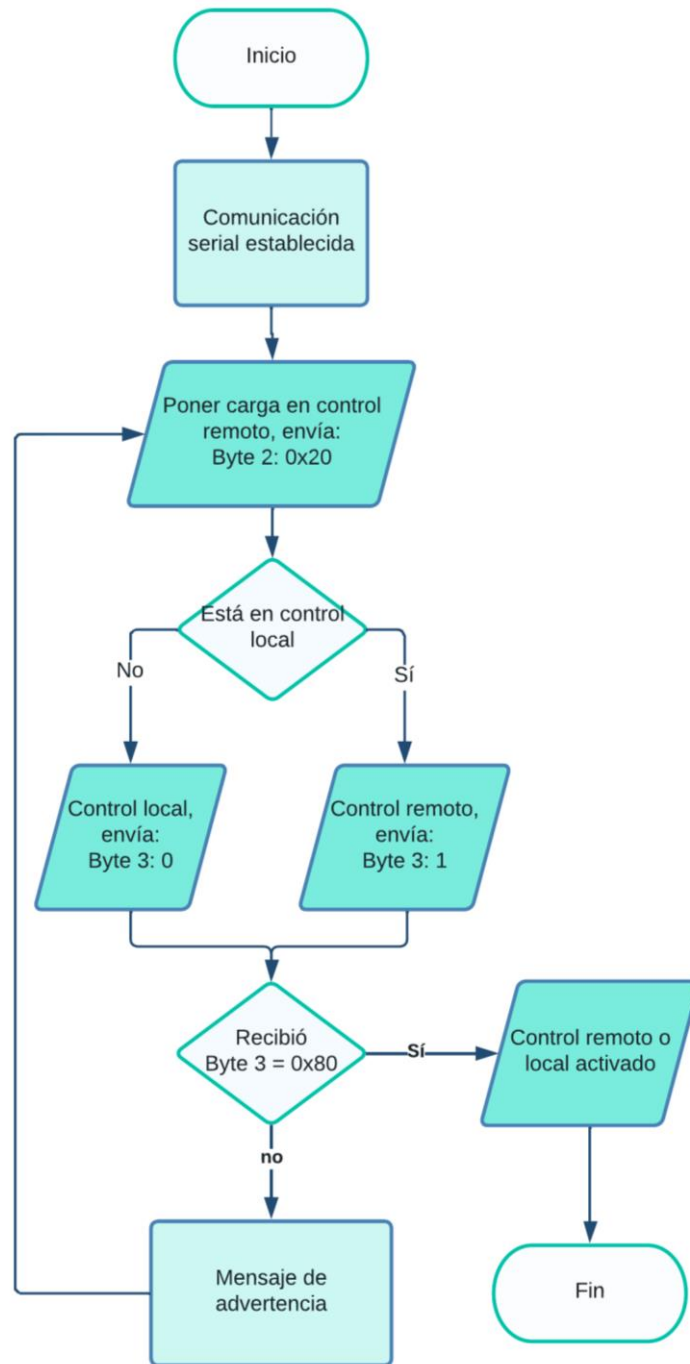 Inicio
Comunicación
serial establecida
Poner carga en control
remoto, envía:
Byte 2: 0x20
Está en control
local
No
Sí
Control local,
envía:
Byte 3: 0
Control remoto,
envía:
Byte 3: 1
Recibió
Byte 3 = 0x80
Sí
Control remoto o
local activado
no
Mensaje de
advertencia
Fin